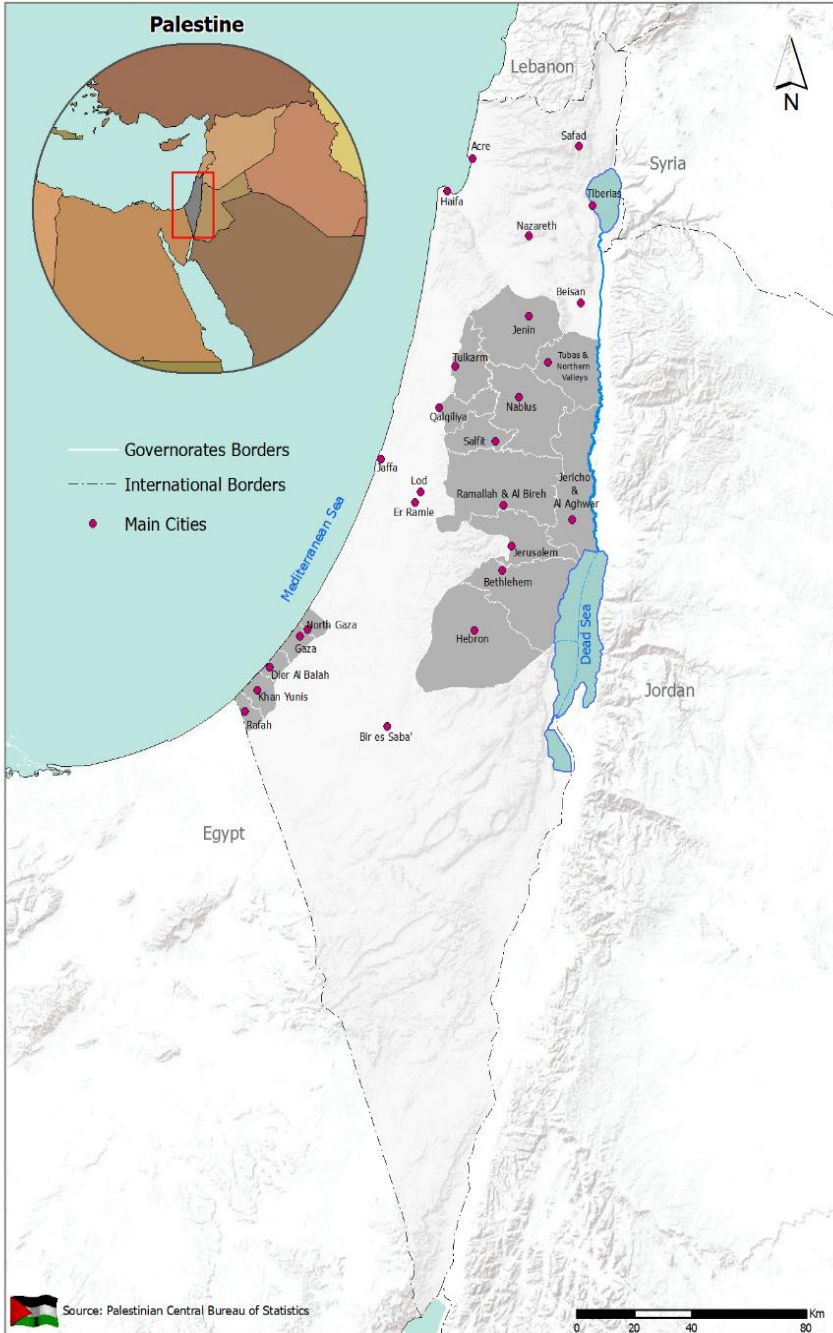 Palestine
Lebanon
N
Safad
Acre
Syria
Haifa
Tiberias
Nazareth
Beisan
Jenin
Tulkarm
Tubas &
Northern
Valleys
Nablus
Qalqiliya
Salfit
Governorates Borders
Jaffa
International Borders
Lod
Jericho
&
Al Aghwar
Ramallah & Al Bireh
Er Ramle
Main Cities
Mediterranean Sea
Jerusalem
Bethlehem
North Gaza
Gaza
Hebron
Dead Sea
Dier Al Balah
Khan Yunis
Jordan
Rafah
Bir es Saba'
Egypt
Source: Palestinian Central Bureau of Statistics
Km
0 20 40 80